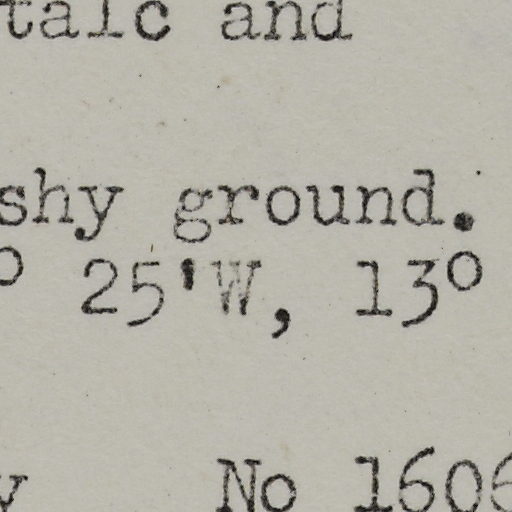 talc and
shy ground.
° 25'W, 13°
y No 1606